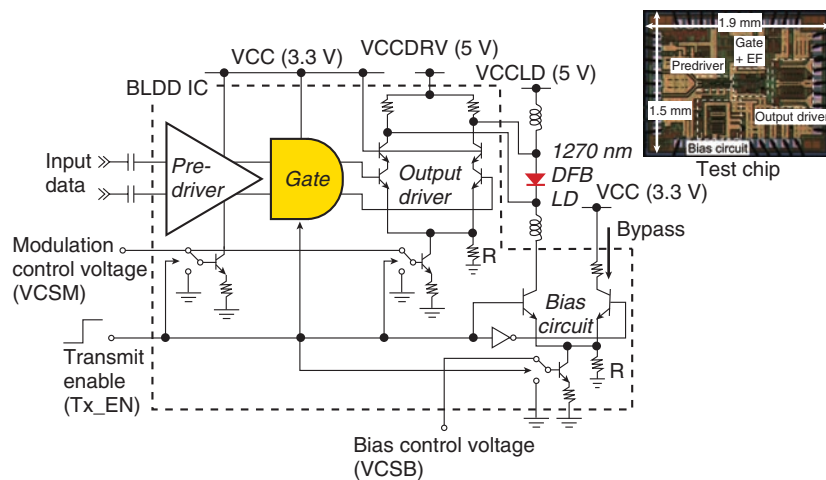 VCC (3.3 V)
VCCDRV (5 V)
BLDD IC
VCCLD (5 V)
1.9 mm
Gate
+ EF
Predriver
1.5 mm
Output driver
Bias circuit
Test chip
Input
data
Pre-
driver
Gate
Output
driver
1270 nm
DFB
LD
VCC (3.3 V)
Bypass
Modulation
control voltage
(VCSM)
R
Bias
circuit
Transmit
enable
(Tx_EN)
R
Bias control voltage
(VCSB)